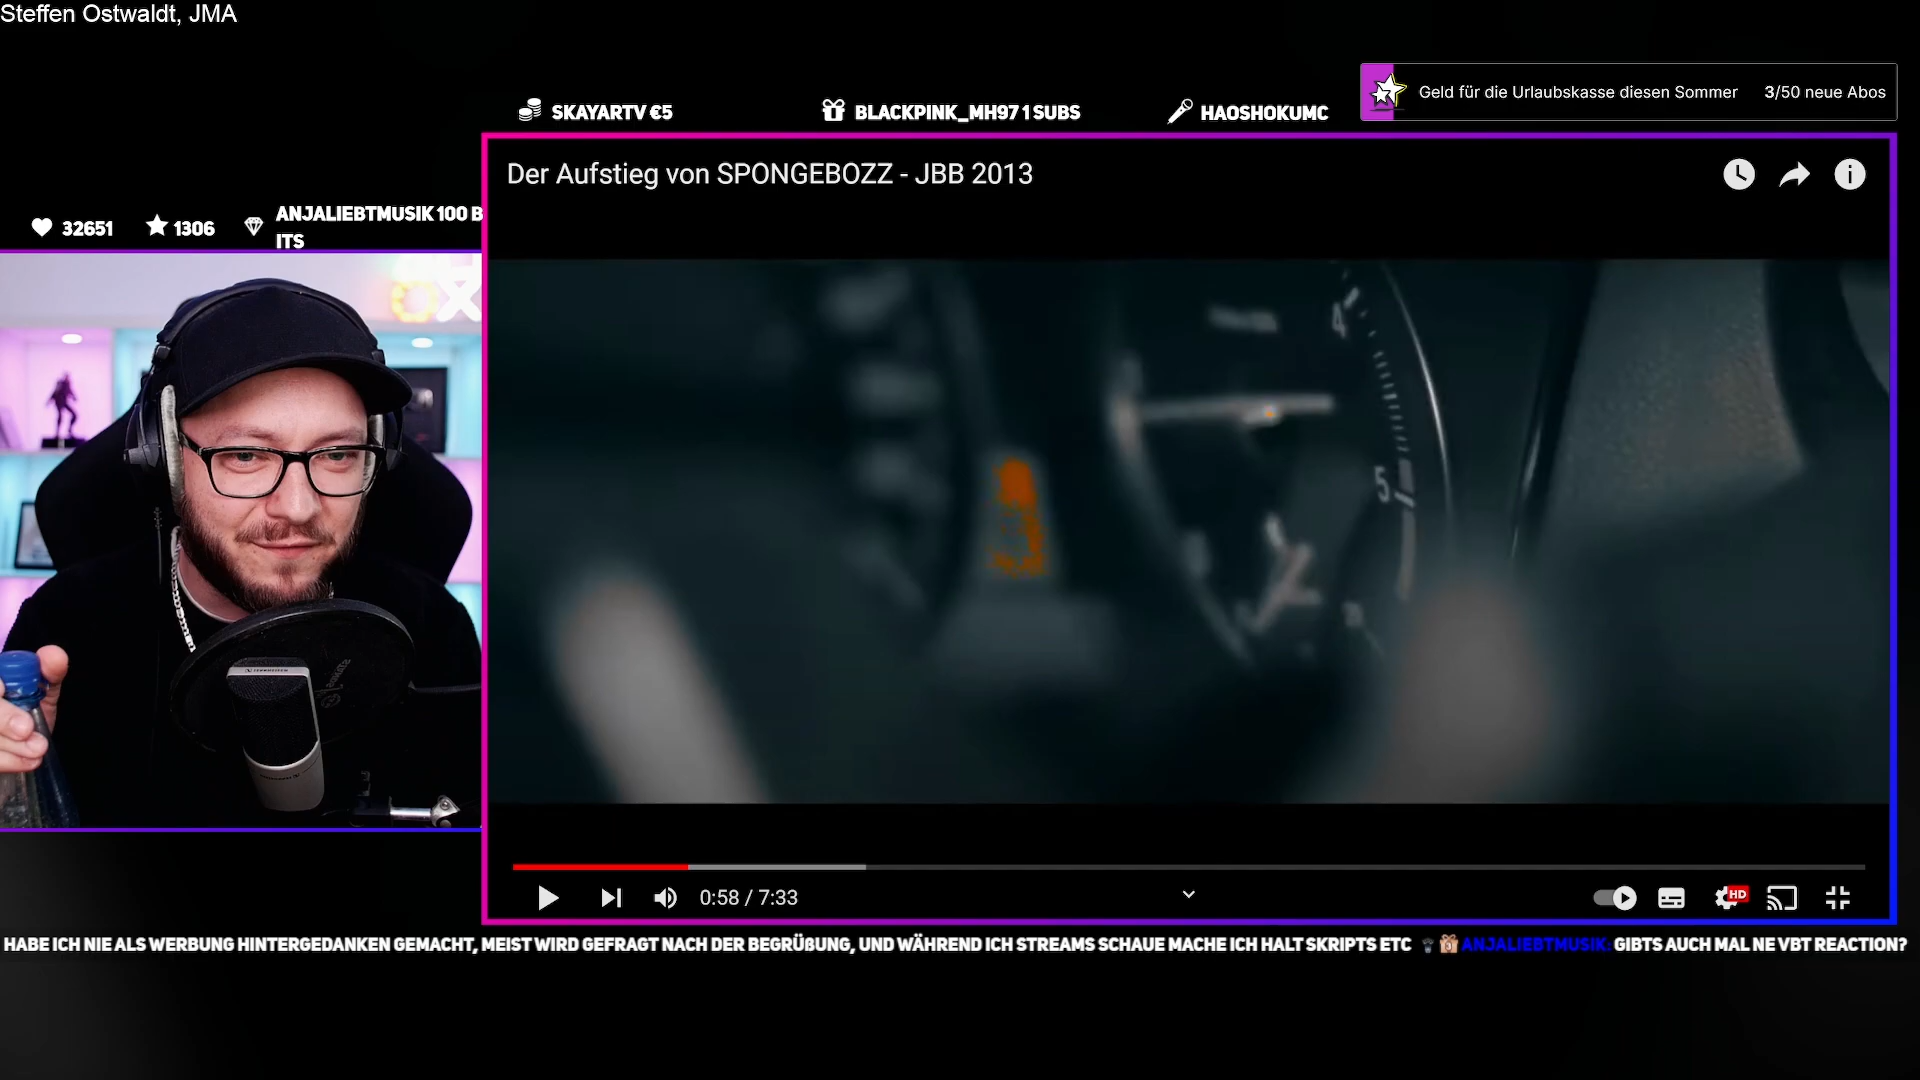 Steffen Ostwaldt, JMA
Geld für die Urlaubskasse diesen Sommer 3/50 neue Abos
SKAYARTV €5
BLACKPINK_MH97 1 SUBS
HAOSHOKUMC
Der Aufstieg von SPONGEBOZZ - JBB 2013
32651
1306
ANJALIEBTMUSIK 100 B
ITS
4
5
0:58 / 7:33
HD
HABE ICH NIE ALS WERBUNG HINTERGEDANKEN GEMACHT, MEIST WIRD GEFRAGT NACH DER BEGRÜßUNG, UND WÄHREND ICH STREAMS SCHAUE MACHE ICH HALT SKRIPTS ETC ANJALIEBTMUSIK: GIBTS AUCH MAL NE VBT REACTION?